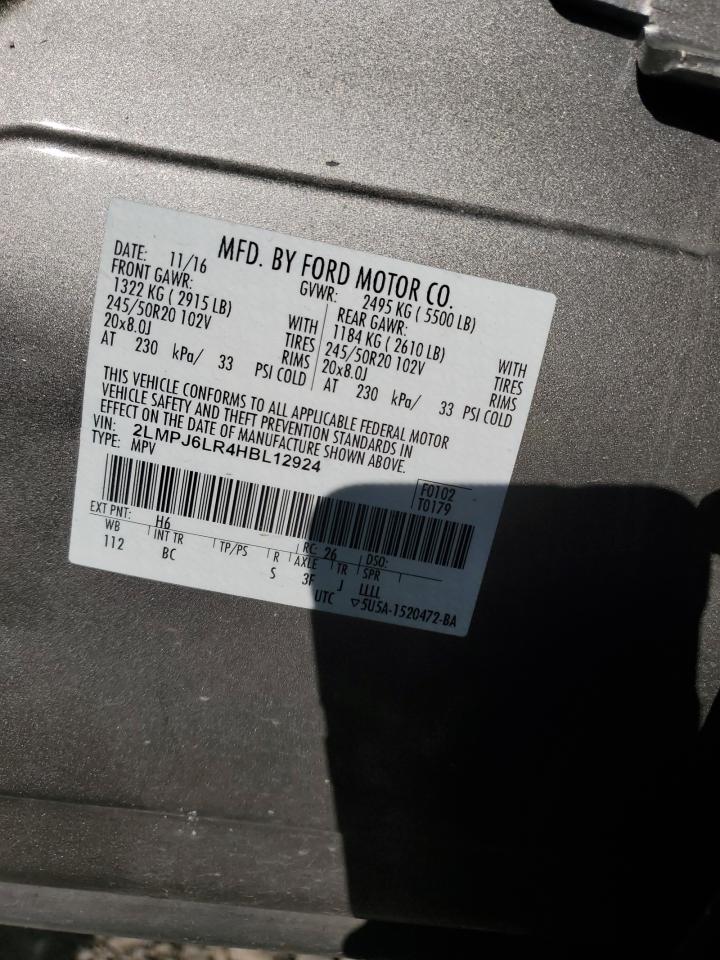 MFD. BY FORD MOTOR CO.
DATE: 11/16 GVWR: 2495 KG ( 5500 LB)
FRONT GAWR: REAR GAWR:
1322 KG ( 2915 LB) WITH 1184 KG ( 2610 LB) WITH
245/50R20 102V TIRES 245/50R20 102V TIRES
20x8.0J RIMS 20x8.0J RIMS
AT 230 kPa/ 33 PSI COLD AT 230 kPa/ 33 PSI COLD
THIS VEHICLE CONFORMS TO ALL APPLICABLE FEDERAL MOTOR
VEHICLE SAFETY AND THEFT PREVENTION STANDARDS IN
EFFECT ON THE DATE OF MANUFACTURE SHOWN ABOVE.
VIN: 2LMPJ6LR4HBL12924
TYPE: MPV
F0102
T0179
EXT PNT: H6 RC: 26 DSO:
WB INT TR TP/PS R AXLE TR SPR
112 BC S 3F J LLLL
UTC ▽5U5A-1520472-BA